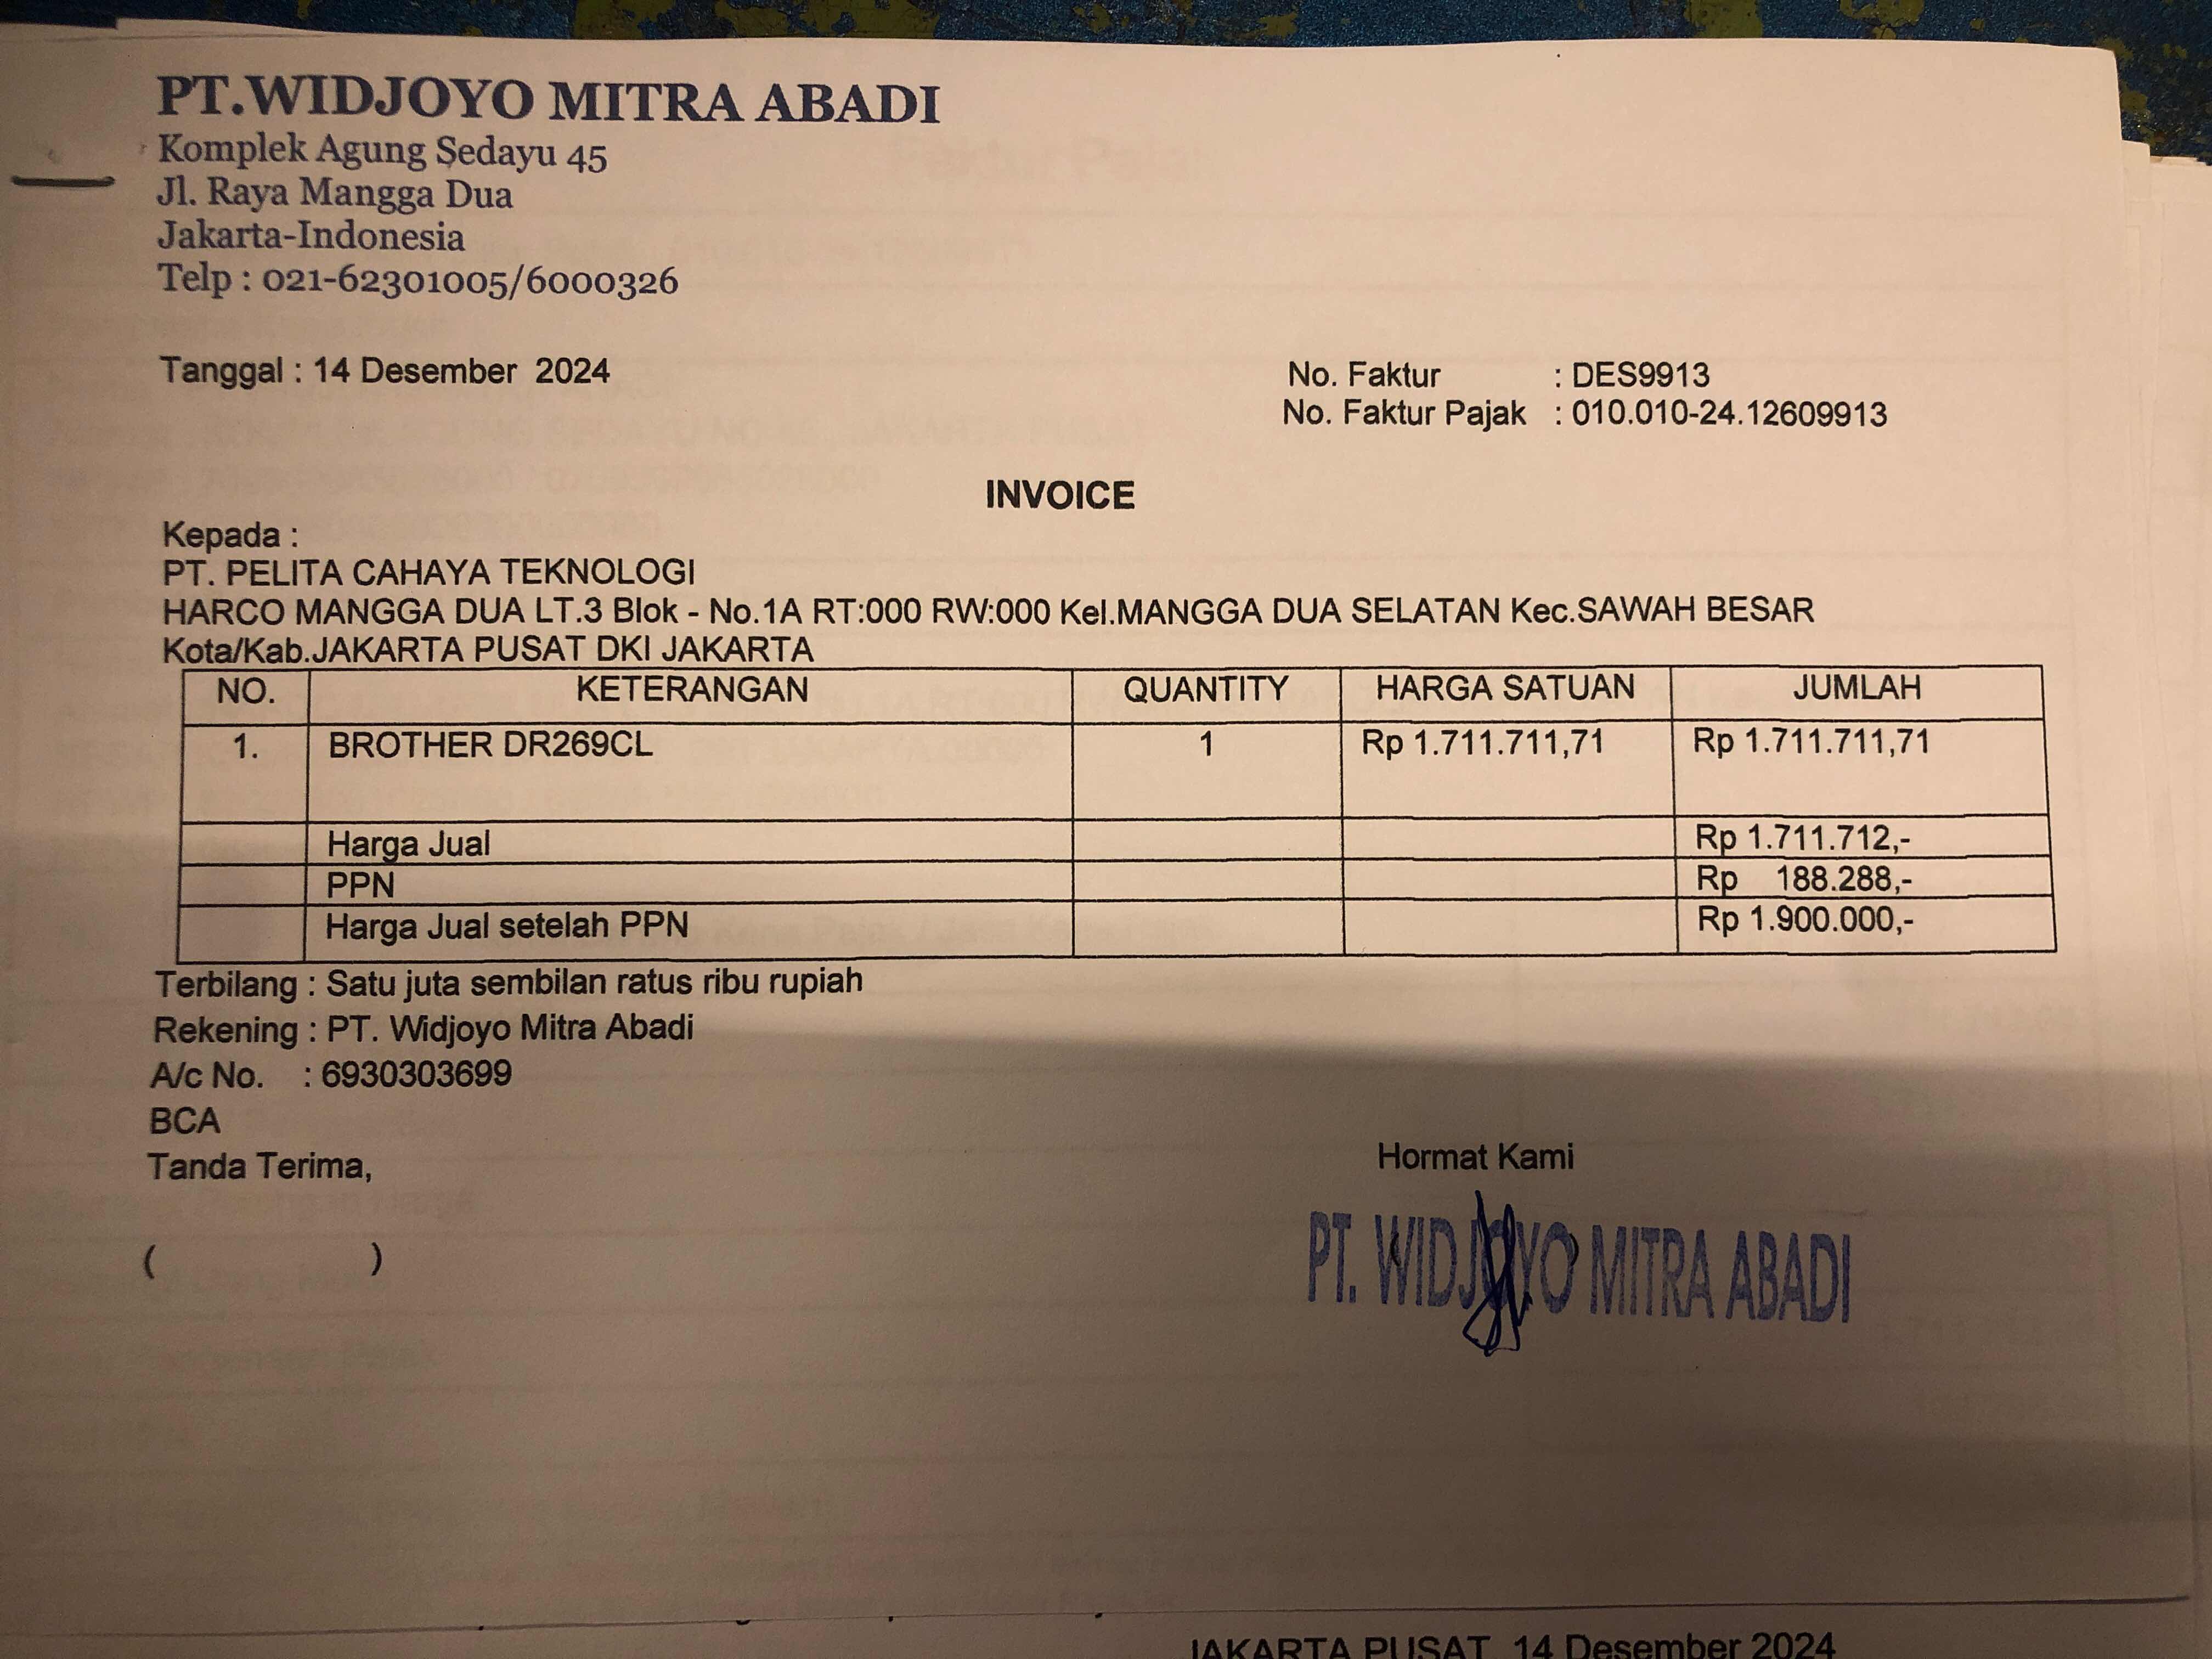 PT.WIDJOYO MITRA ABADI
Komplek Agung Sedayu 45
Jl. Raya Mangga Dua
Jakarta-Indonesia
Telp : 021-62301005/6000326
Tanggal : 14 Desember 2024
No. Faktur : DES9913
No. Faktur Pajak : 010.010-24.12609913
INVOICE
Kepada :
PT. PELITA CAHAYA TEKNOLOGI
HARCO MANGGA DUA LT.3 Blok - No.1A RT:000 RW:000 Kel.MANGGA DUA SELATAN Kec.SAWAH BESAR
Kota/Kab.JAKARTA PUSAT DKI JAKARTA
NO. KETERANGAN QUANTITY HARGA SATUAN JUMLAH
1. BROTHER DR269CL 1 Rp 1.711.711,71 Rp 1.711.711,71
Harga Jual Rp 1.711.712,-
PPN Rp 188.288,-
Harga Jual setelah PPN Rp 1.900.000,-
Terbilang : Satu juta sembilan ratus ribu rupiah
Rekening : PT. Widjoyo Mitra Abadi
A/c No. : 6930303699
BCA
Tanda Terima,
Hormat Kami
( )
PT. WIDJOYO MITRA ABADI
JAKARTA PUSAT 14 Desember 2024